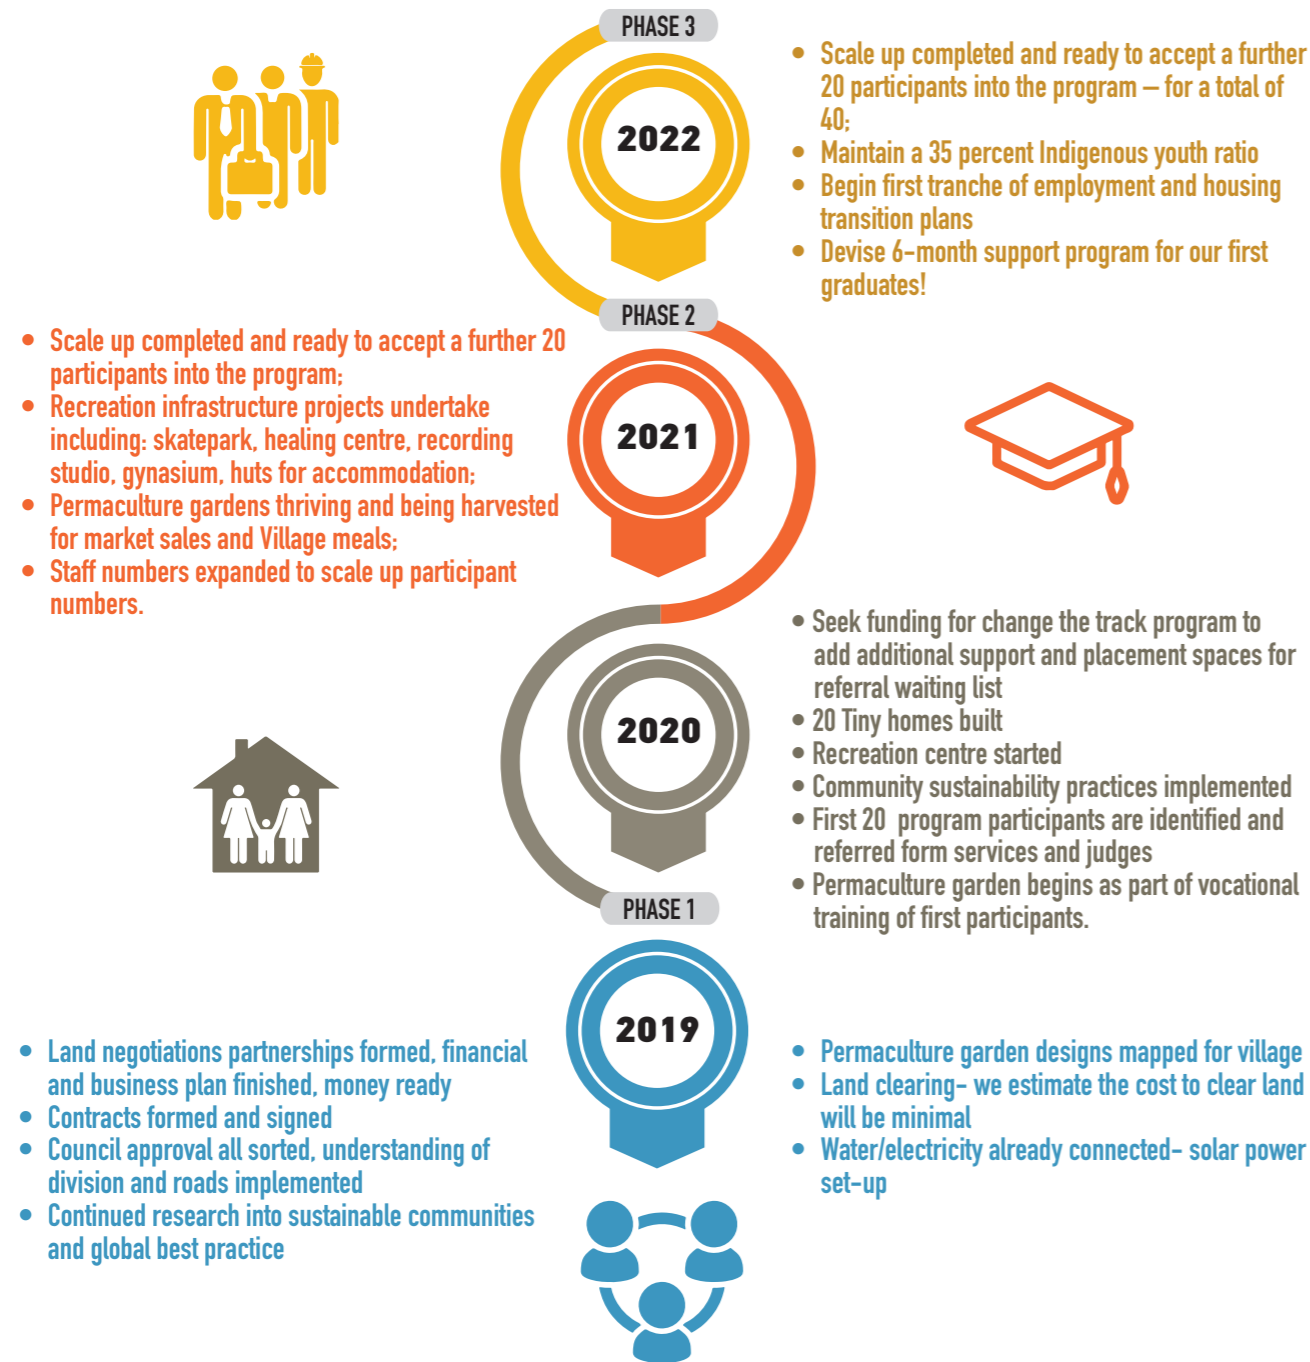 PHASE 3
2022
• Scale up completed and ready to accept a further
20 participants into the program – for a total of
40;
• Maintain a 35 percent Indigenous youth ratio
• Begin first tranche of employment and housing
transition plans
• Devise 6-month support program for our first
graduates!
PHASE 2
2021
• Scale up completed and ready to accept a further 20
participants into the program;
• Recreation infrastructure projects undertake
including: skatepark, healing centre, recording
studio, gynasium, huts for accommodation;
• Permaculture gardens thriving and being harvested
for market sales and Village meals;
• Staff numbers expanded to scale up participant
numbers.
2020
• Seek funding for change the track program to
add additional support and placement spaces for
referral waiting list
• 20 Tiny homes built
• Recreation centre started
• Community sustainability practices implemented
• First 20 program participants are identified and
referred form services and judges
• Permaculture garden begins as part of vocational
training of first participants.
PHASE 1
2019
• Land negotiations partnerships formed, financial
and business plan finished, money ready
• Contracts formed and signed
• Council approval all sorted, understanding of
division and roads implemented
• Continued research into sustainable communities
and global best practice
• Permaculture garden designs mapped for village
• Land clearing- we estimate the cost to clear land
will be minimal
• Water/electricity already connected- solar power
set-up